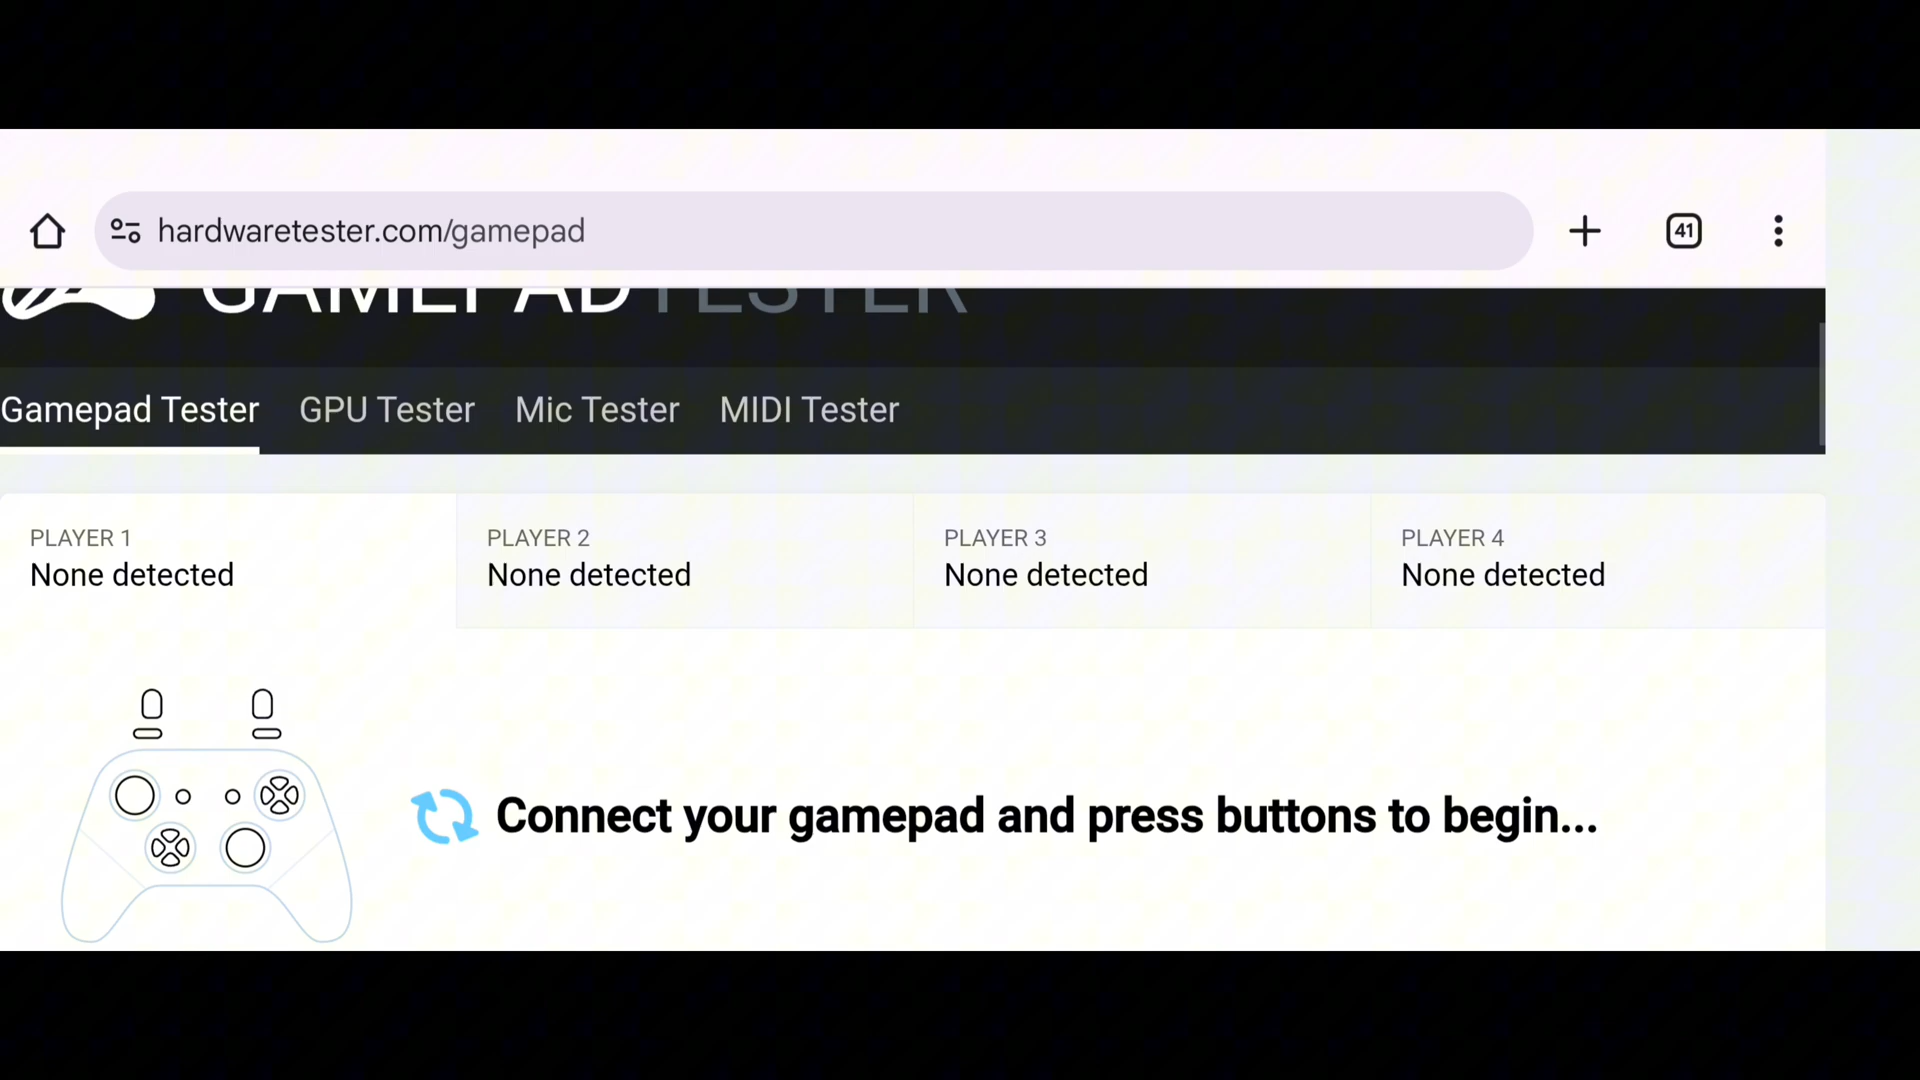 hardwaretester.com/gamepad
41
GAMEPADTESTER
Gamepad Tester GPU Tester Mic Tester MIDI Tester
PLAYER 1 PLAYER 2 PLAYER 3 PLAYER 4
None detected None detected None detected None detected
Connect your gamepad and press buttons to begin...